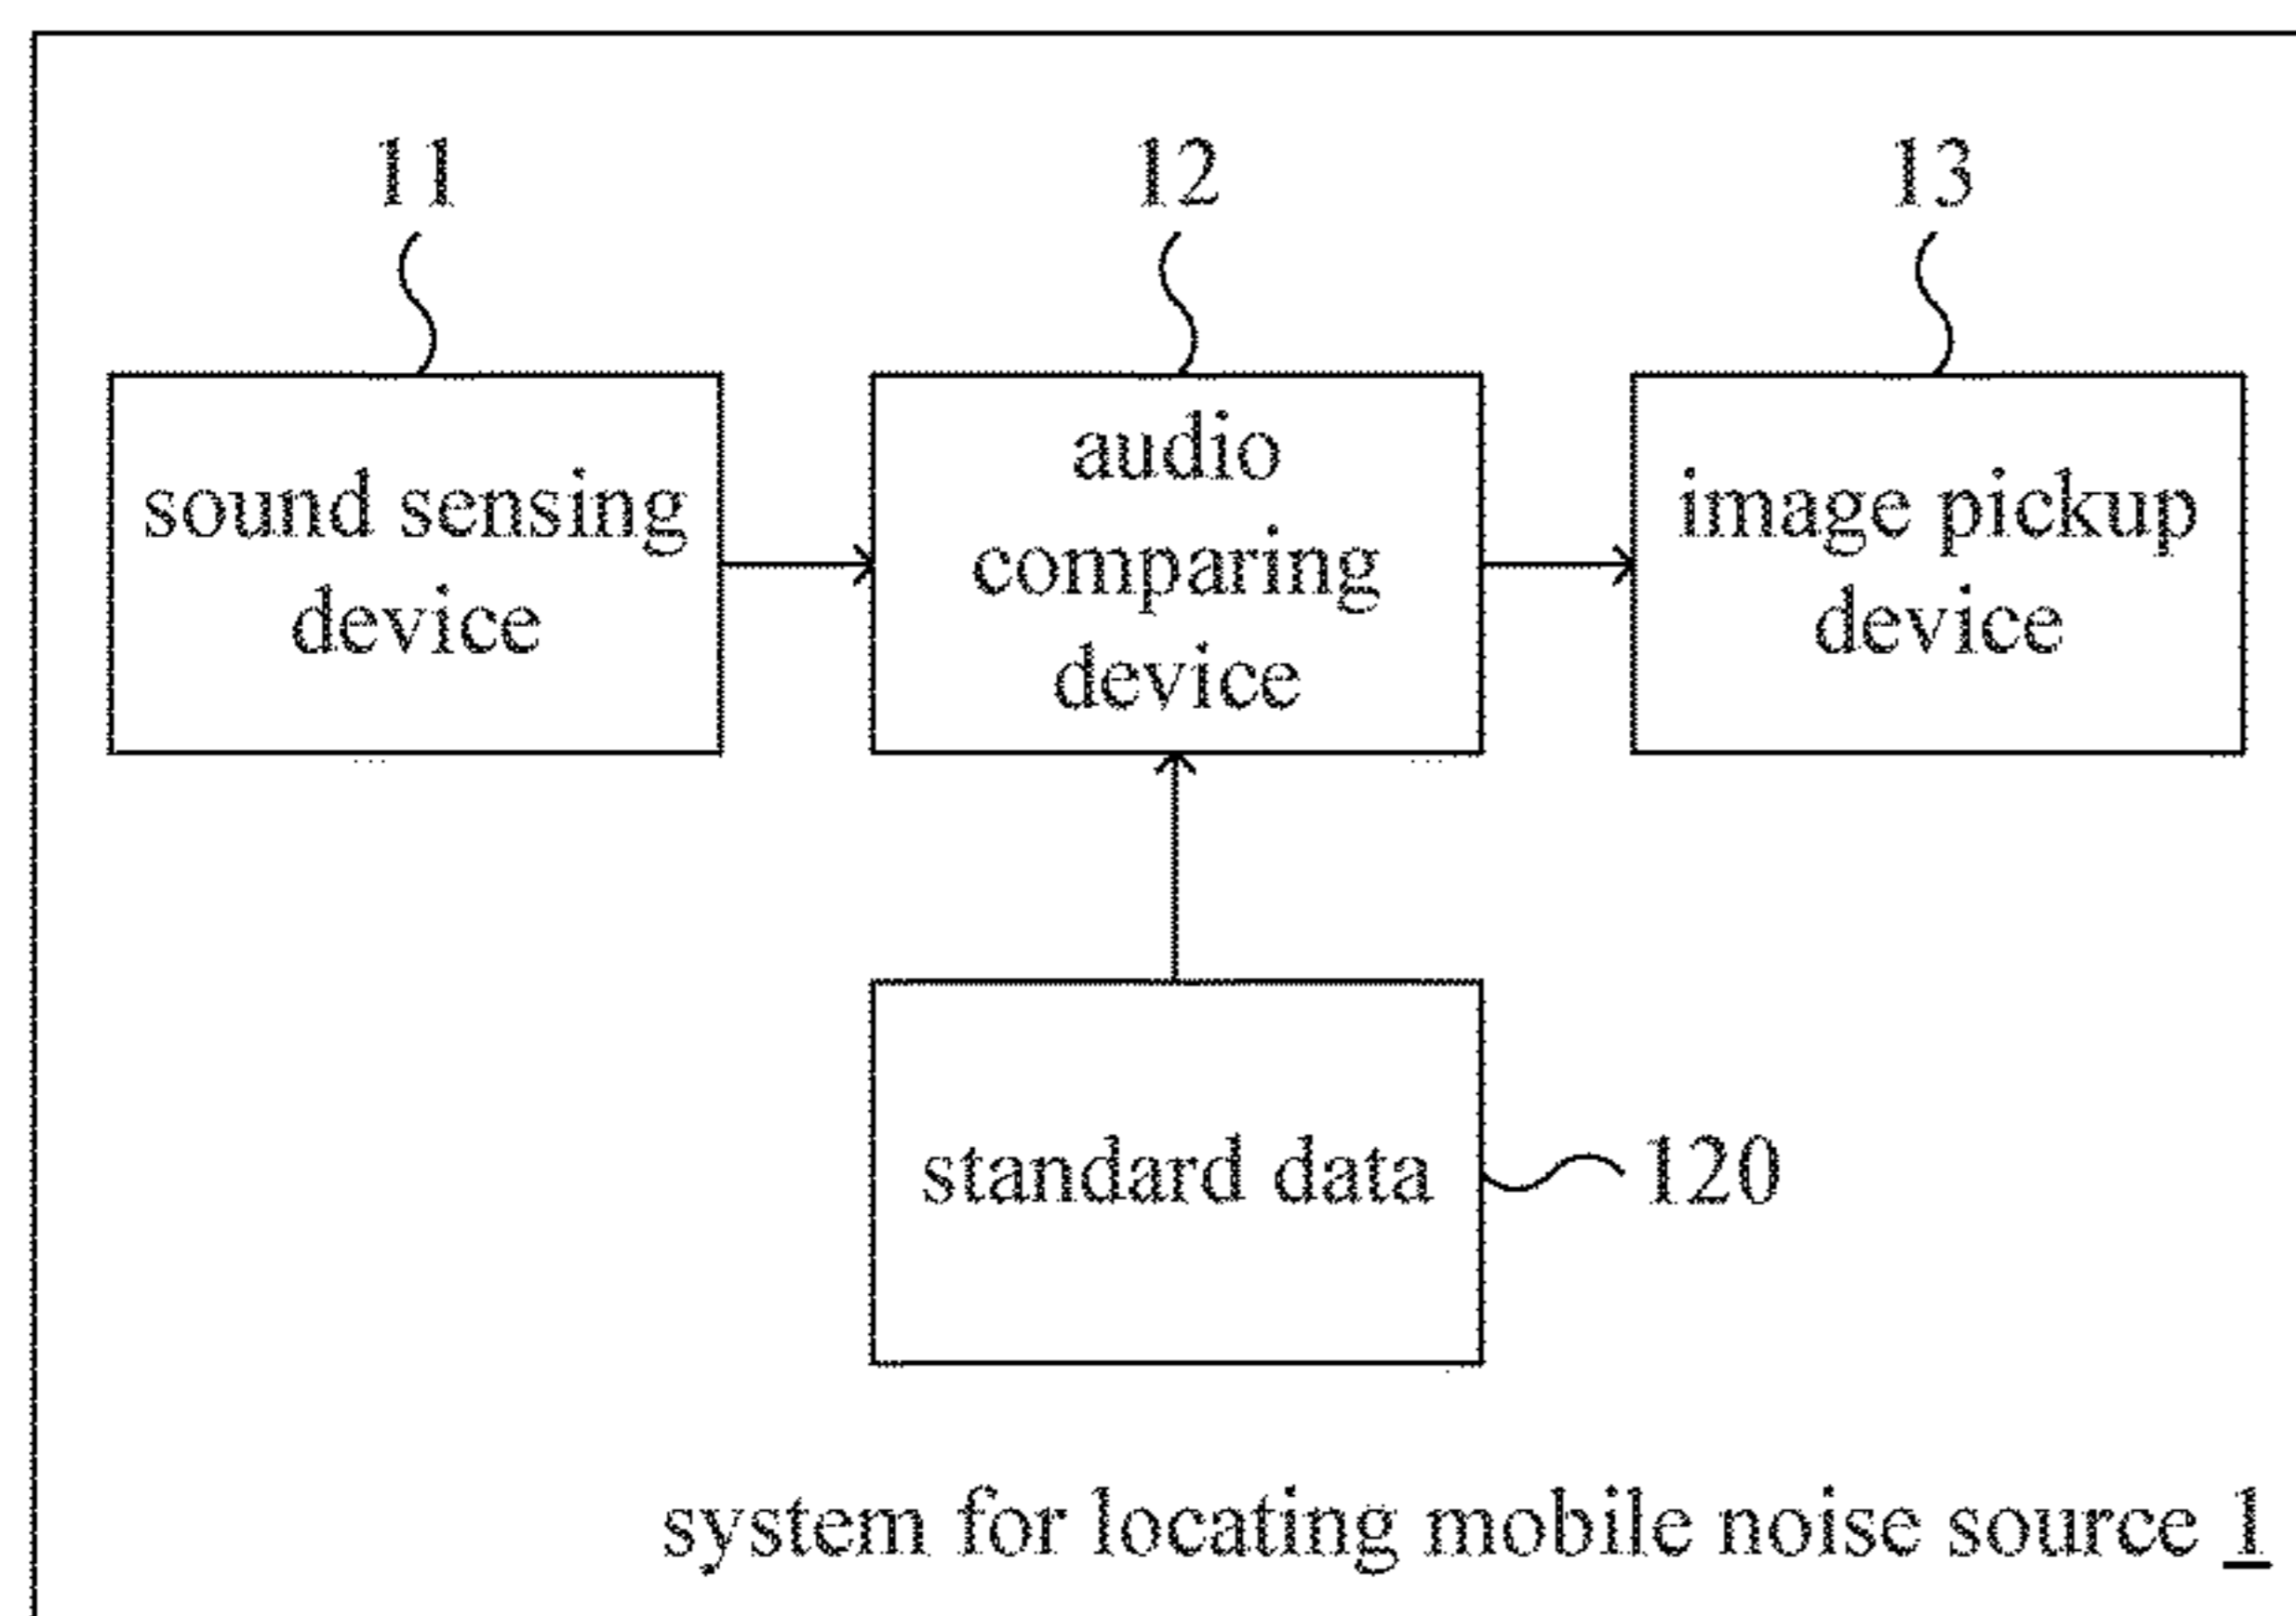 11
12
13
sound sensing
device
audio
comparing
device
image pickup
device
standard data
120
system for locating mobile noise source 1